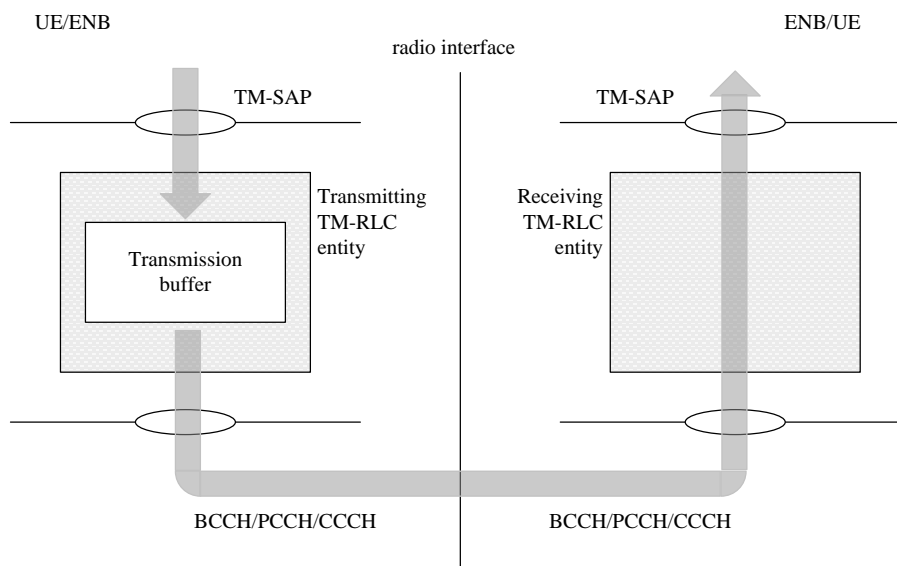 UE/ENB
ENB/UE
radio interface
TM-SAP
TM-SAP
Transmitting
TM-RLC
entity
Receiving
TM-RLC
entity
Transmission
buffer
BCCH/PCCH/CCCH
BCCH/PCCH/CCCH